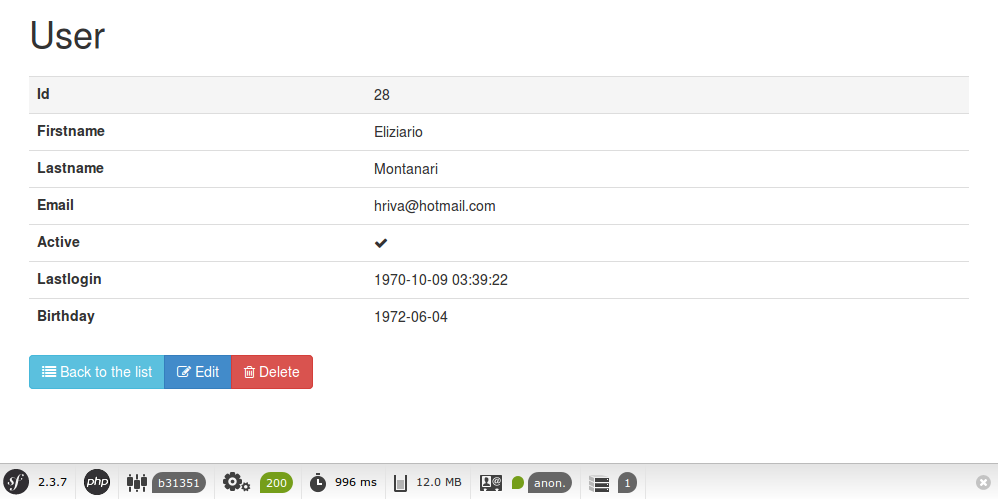 User
Id 28
Firstname Eliziario
Lastname Montanari
Email hriva@hotmail.com
Active ✔
Lastlogin 1970-10-09 03:39:22
Birthday 1972-06-04
Back to the list Edit Delete
sf 2.3.7 php b31351 200 996 ms 12.0 MB anon. 1